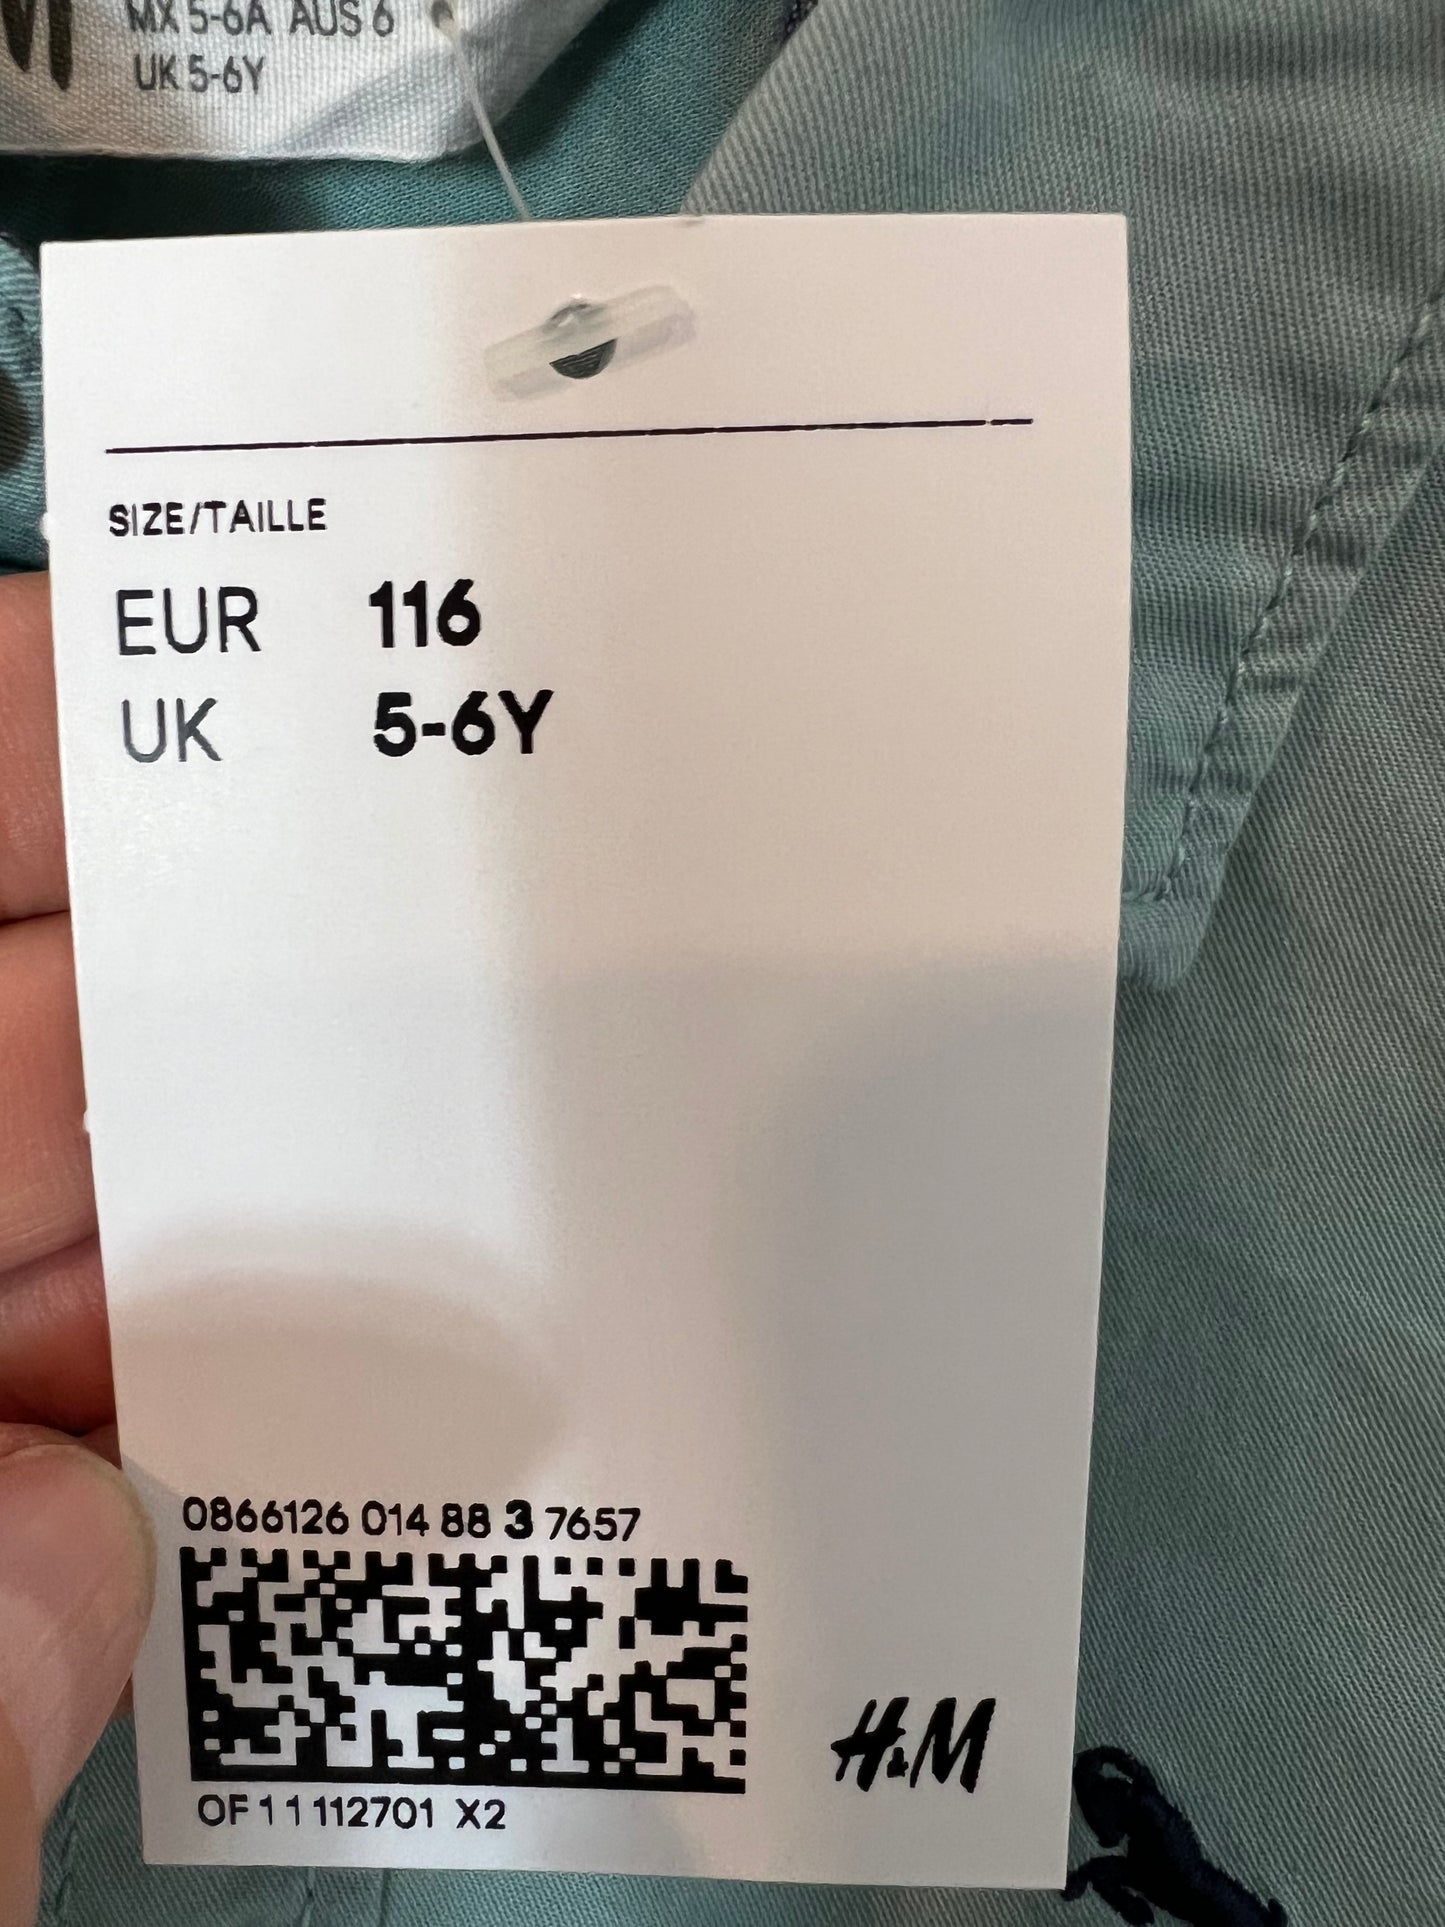 MX 5-6A AUS 6
UK 5-6Y
SIZE/TAILLE
EUR 116
UK 5-6Y
0866126 014 88 3 7657
OF 1 1 112701 X2
H&M